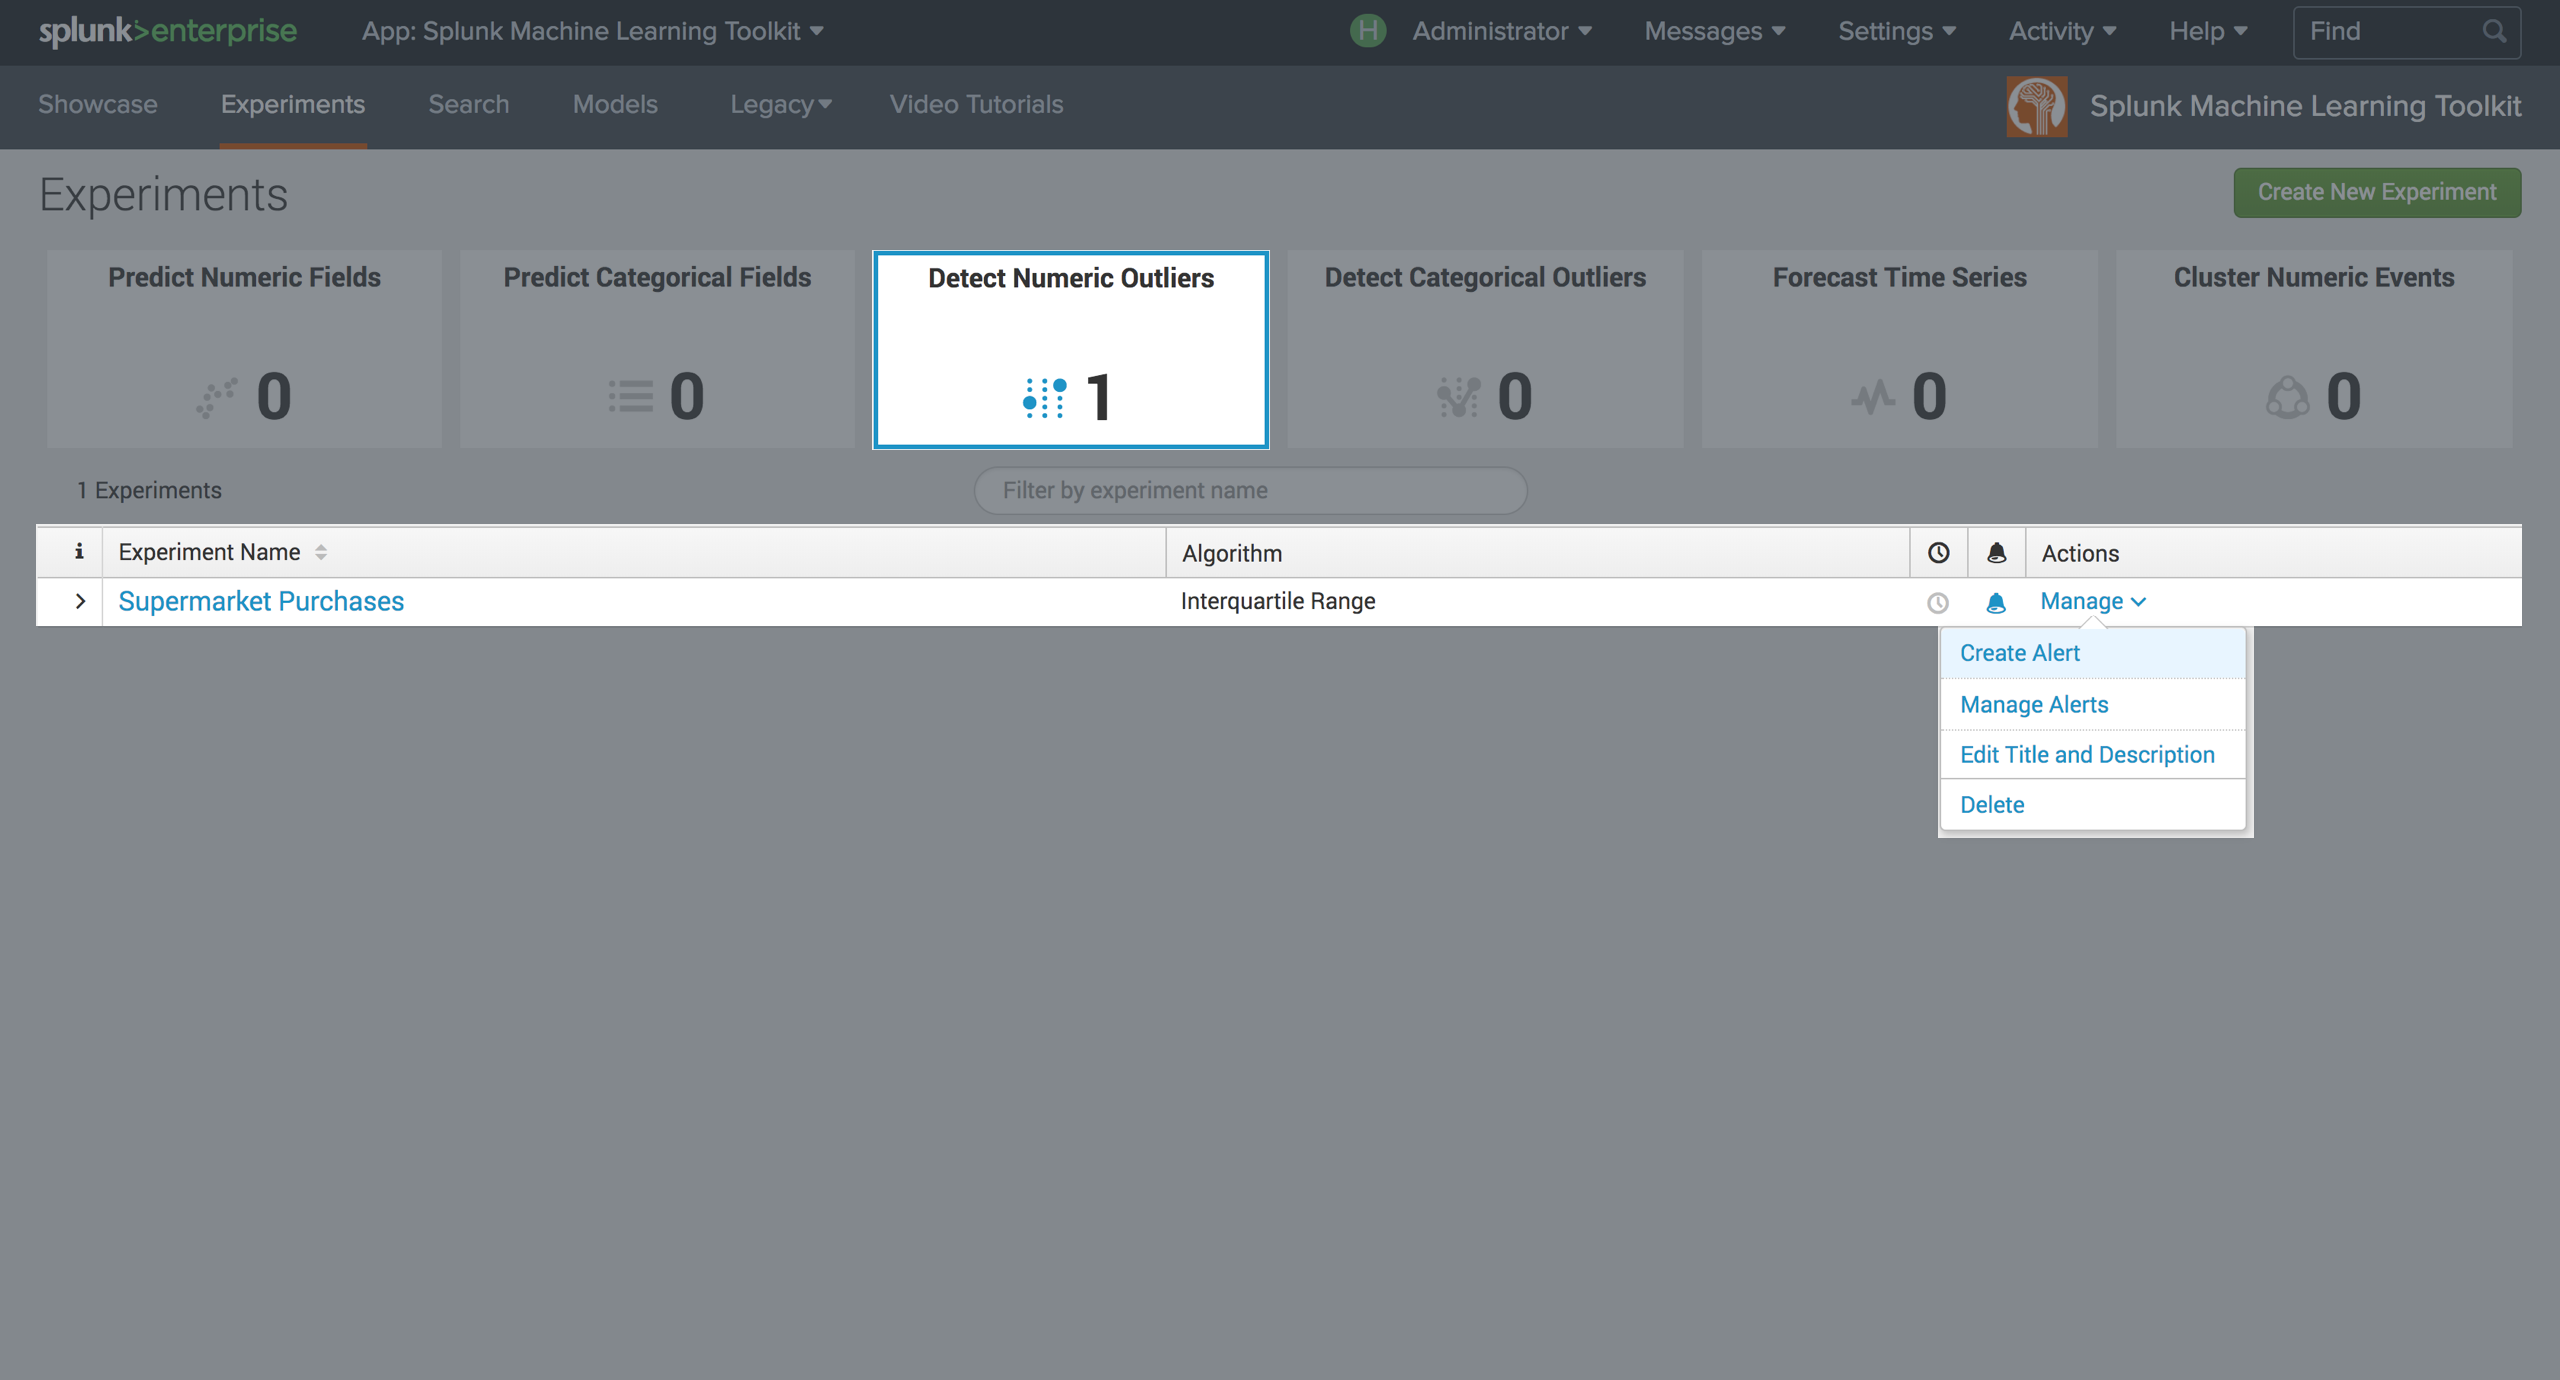 splunk>enterprise App: Splunk Machine Learning Toolkit H Administrator Messages Settings Activity Help Find
Showcase Experiments Search Models Legacy Video Tutorials Splunk Machine Learning Toolkit
Experiments Create New Experiment
Predict Numeric Fields Predict Categorical Fields Detect Numeric Outliers Detect Categorical Outliers Forecast Time Series Cluster Numeric Events
0 0 1 0 0 0
1 Experiments Filter by experiment name
i Experiment Name Algorithm Actions
Supermarket Purchases Interquartile Range Manage
Create Alert
Manage Alerts
Edit Title and Description
Delete